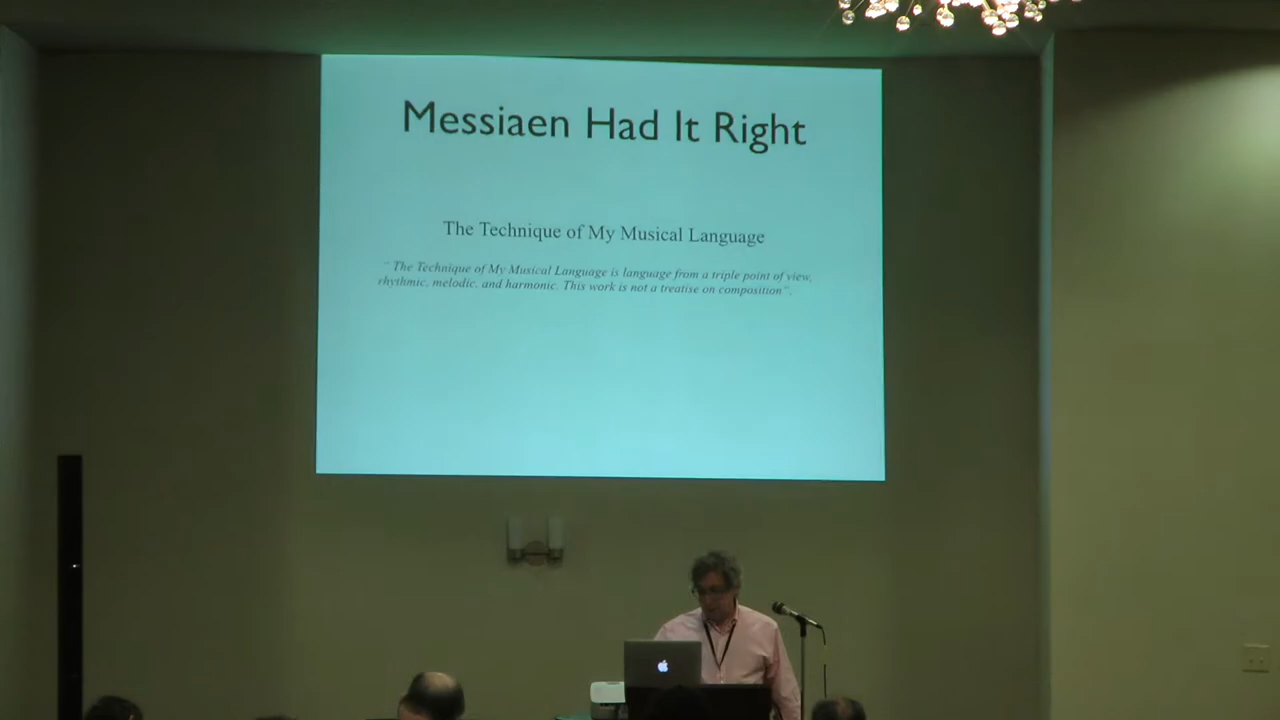 Messiaen Had It Right
The Technique of My Musical Language
" The Technique of My Musical Language is language from a triple point of view,
rhythmic, melodic, and harmonic. This work is not a treatise on composition".